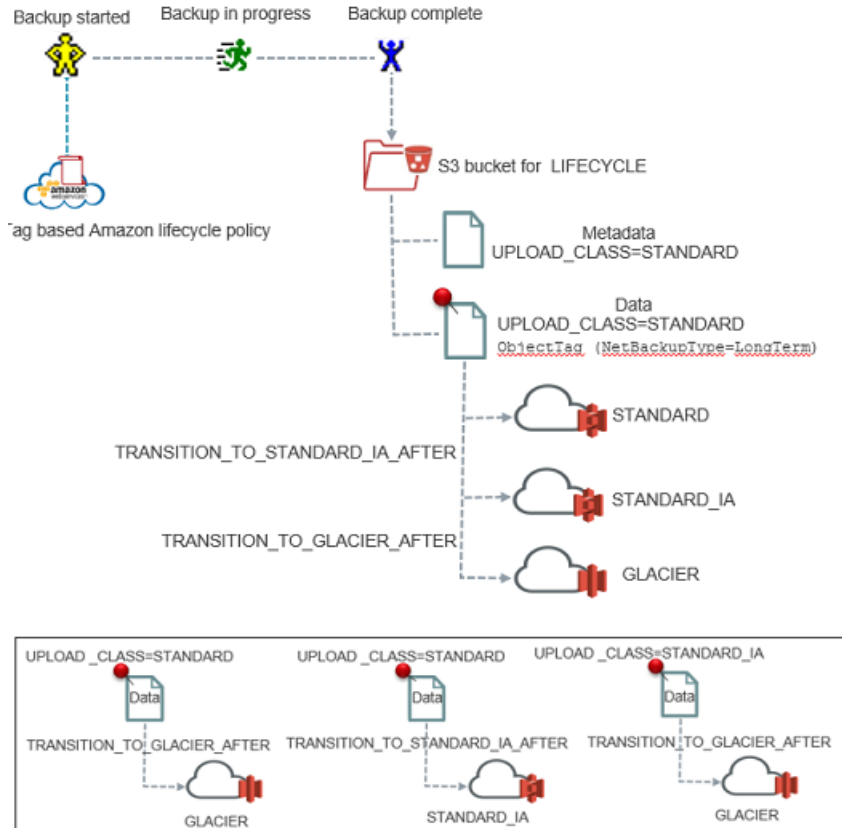 Backup started
Backup in progress
Backup complete
amazon
webservices
Tag based Amazon lifecycle policy
S3 bucket for LIFECYCLE
Metadata
UPLOAD_CLASS=STANDARD
Data
UPLOAD_CLASS=STANDARD
ObjectTag (NetBackupType=LongTerm)
STANDARD
TRANSITION_TO_STANDARD_IA_AFTER
STANDARD_IA
TRANSITION_TO_GLACIER_AFTER
GLACIER
UPLOAD _CLASS=STANDARD
Data
TRANSITION_TO_GLACIER_AFTER
GLACIER
UPLOAD _CLASS=STANDARD
Data
TRANSITION_TO_STANDARD_IA_AFTER
STANDARD_IA
UPLOAD _CLASS=STANDARD_IA
Data
TRANSITION_TO_GLACIER_AFTER
GLACIER